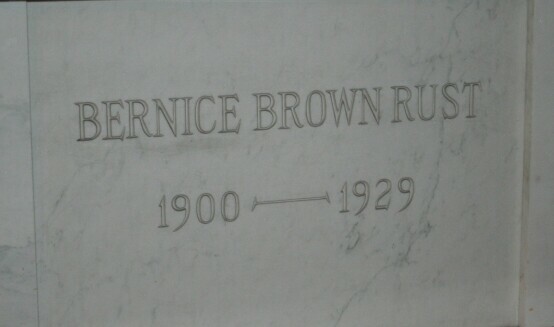 BERNICE BROWN RUST
1900 — 1929